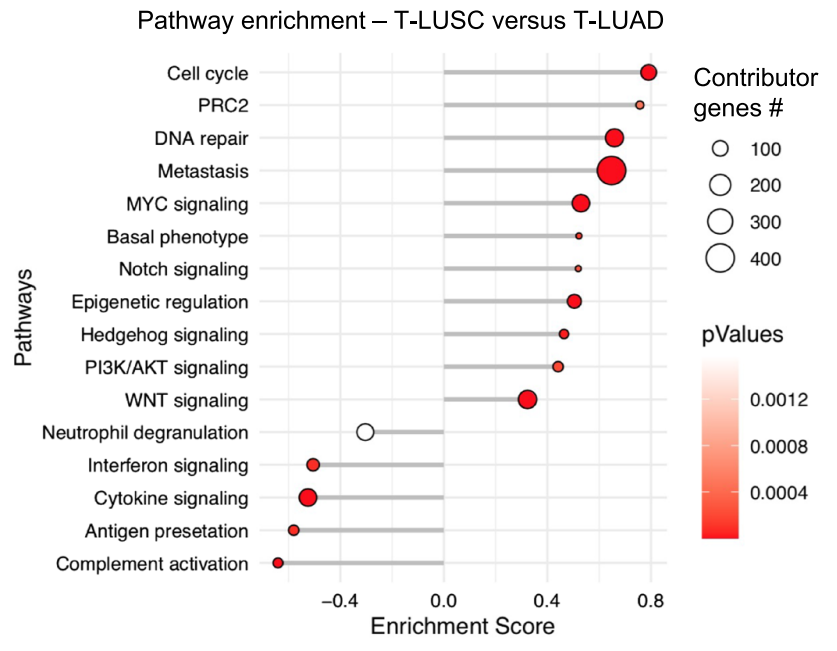 Pathway enrichment – T-LUSC versus T-LUAD
Pathways
Cell cycle
PRC2
DNA repair
Metastasis
MYC signaling
Basal phenotype
Notch signaling
Epigenetic regulation
Hedgehog signaling
PI3K/AKT signaling
WNT signaling
Neutrophil degranulation
Interferon signaling
Cytokine signaling
Antigen presetation
Complement activation
−0.4
0.0
0.4
0.8
Enrichment Score
Contributor
genes #
100
200
300
400
pValues
0.0012
0.0008
0.0004